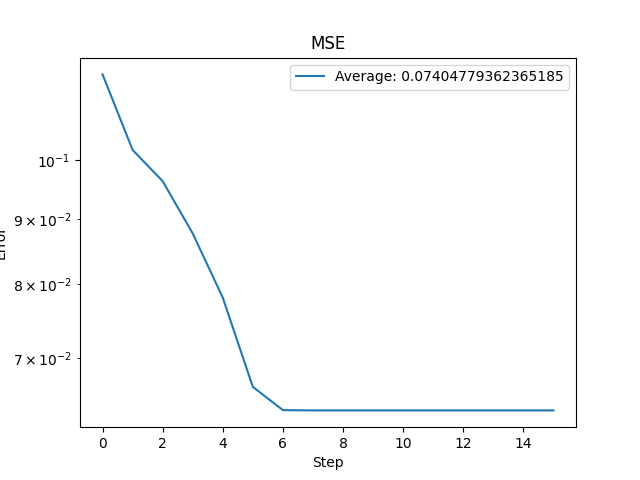 MSE
Average: 0.07404779362365185
10⁻¹
9 × 10⁻²
8 × 10⁻²
7 × 10⁻²
Error
0 2 4 6 8 10 12 14
Step